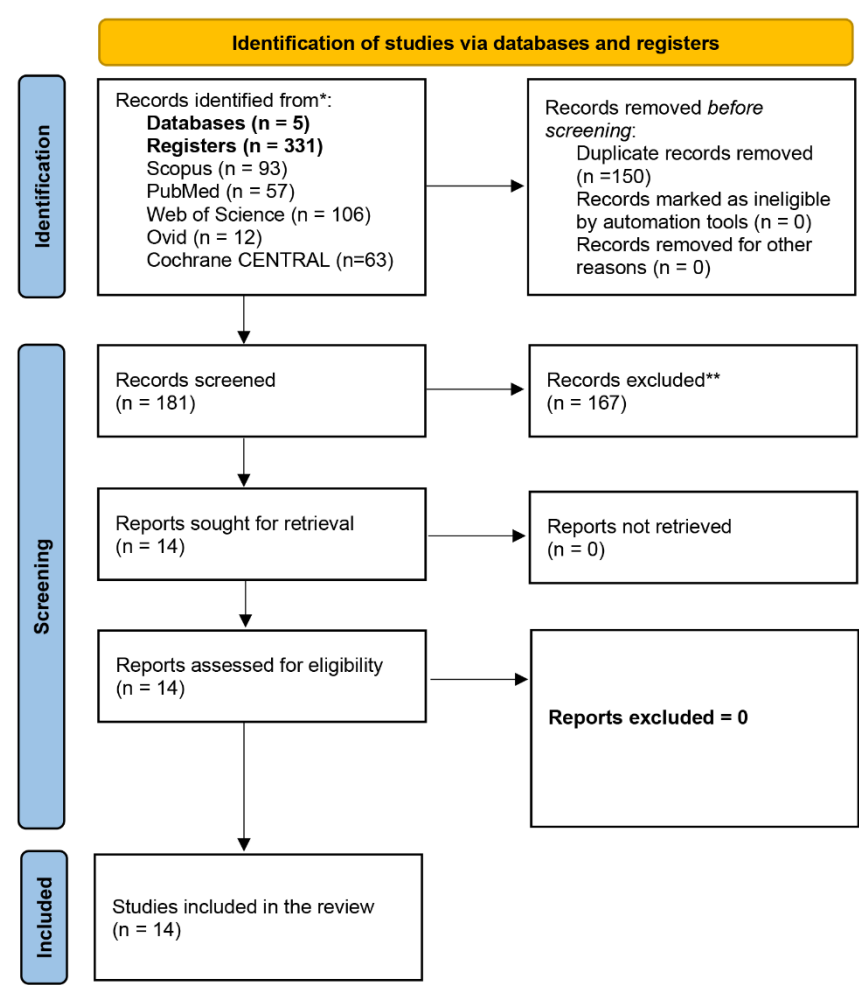 Identification of studies via databases and registers
Identification
Records identified from*:
Databases (n = 5)
Registers (n = 331)
Scopus (n = 93)
PubMed (n = 57)
Web of Science (n = 106)
Ovid (n = 12)
Cochrane CENTRAL (n=63)
Records removed before
screening:
Duplicate records removed
(n =150)
Records marked as ineligible
by automation tools (n = 0)
Records removed for other
reasons (n = 0)
Screening
Records screened
(n = 181)
Records excluded**
(n = 167)
Reports sought for retrieval
(n = 14)
Reports not retrieved
(n = 0)
Reports assessed for eligibility
(n = 14)
Reports excluded = 0
Included
Studies included in the review
(n = 14)